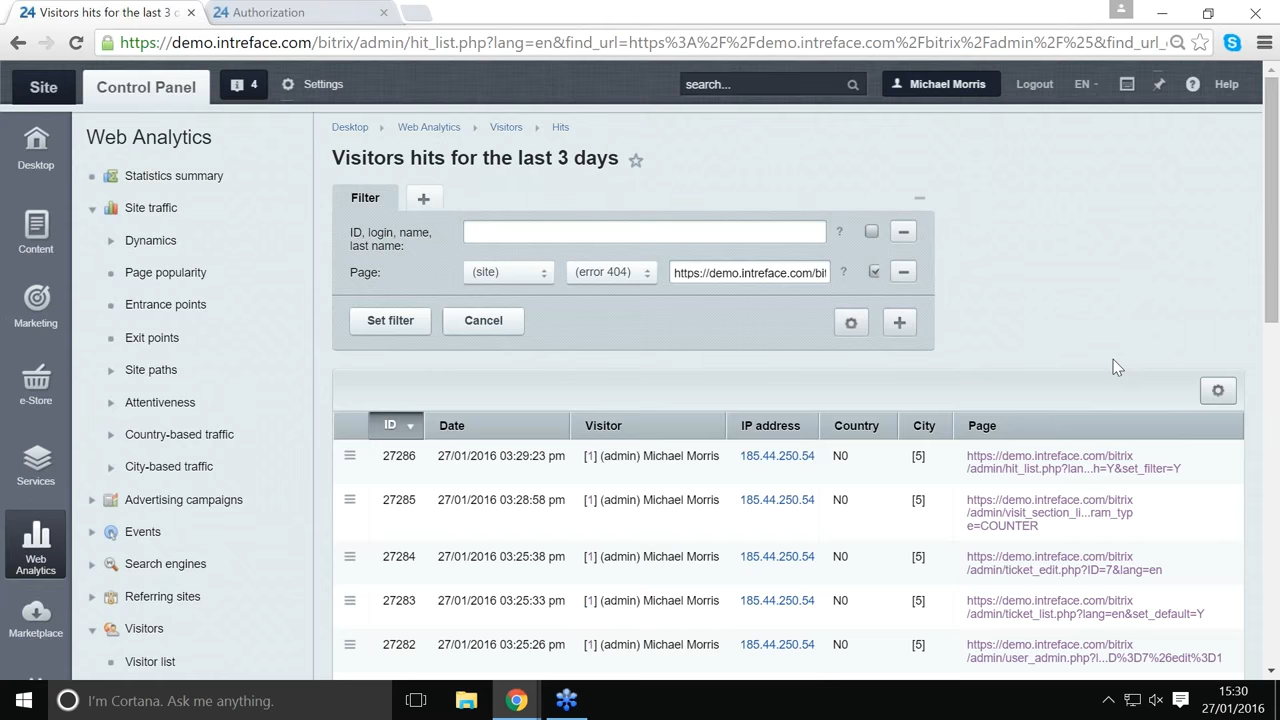 24 Visitors hits for the last 3 d
24 Authorization
https://demo.intreface.com/bitrix/admin/hit_list.php?lang=en&find_url=https%3A%2F%2Fdemo.intreface.com%2Fbitrix%2Fadmin%2F%25&find_url_
Site
Control Panel
4
Settings
search...
Michael Morris
Logout
EN
Help
Desktop
Content
Marketing
e-Store
Services
Web
Analytics
Marketplace
Web Analytics
Statistics summary
Site traffic
Dynamics
Page popularity
Entrance points
Exit points
Site paths
Attentiveness
Country-based traffic
City-based traffic
Advertising campaigns
Events
Search engines
Referring sites
Visitors
Visitor list
Desktop Web Analytics Visitors Hits
Visitors hits for the last 3 days
Filter
ID, login, name,
last name:
?
Page: (site) (error 404) https://demo.intreface.com/bit ?
Set filter Cancel
ID Date Visitor IP address Country City Page
27286 27/01/2016 03:29:23 pm [1] (admin) Michael Morris 185.44.250.54 N0 [5] https://demo.intreface.com/bitrix
/admin/hit_list.php?lan...h=Y&set_filter=Y
27285 27/01/2016 03:28:58 pm [1] (admin) Michael Morris 185.44.250.54 N0 [5] https://demo.intreface.com/bitrix
/admin/visit_section_li...ram_typ
e=COUNTER
27284 27/01/2016 03:25:38 pm [1] (admin) Michael Morris 185.44.250.54 N0 [5] https://demo.intreface.com/bitrix
/admin/ticket_edit.php?ID=7&lang=en
27283 27/01/2016 03:25:33 pm [1] (admin) Michael Morris 185.44.250.54 N0 [5] https://demo.intreface.com/bitrix
/admin/ticket_list.php?lang=en&set_default=Y
27282 27/01/2016 03:25:26 pm [1] (admin) Michael Morris 185.44.250.54 N0 [5] https://demo.intreface.com/bitrix
/admin/user_admin.php?l...D%3D7%26edit%3D1
I'm Cortana. Ask me anything.
15:30
27/01/2016